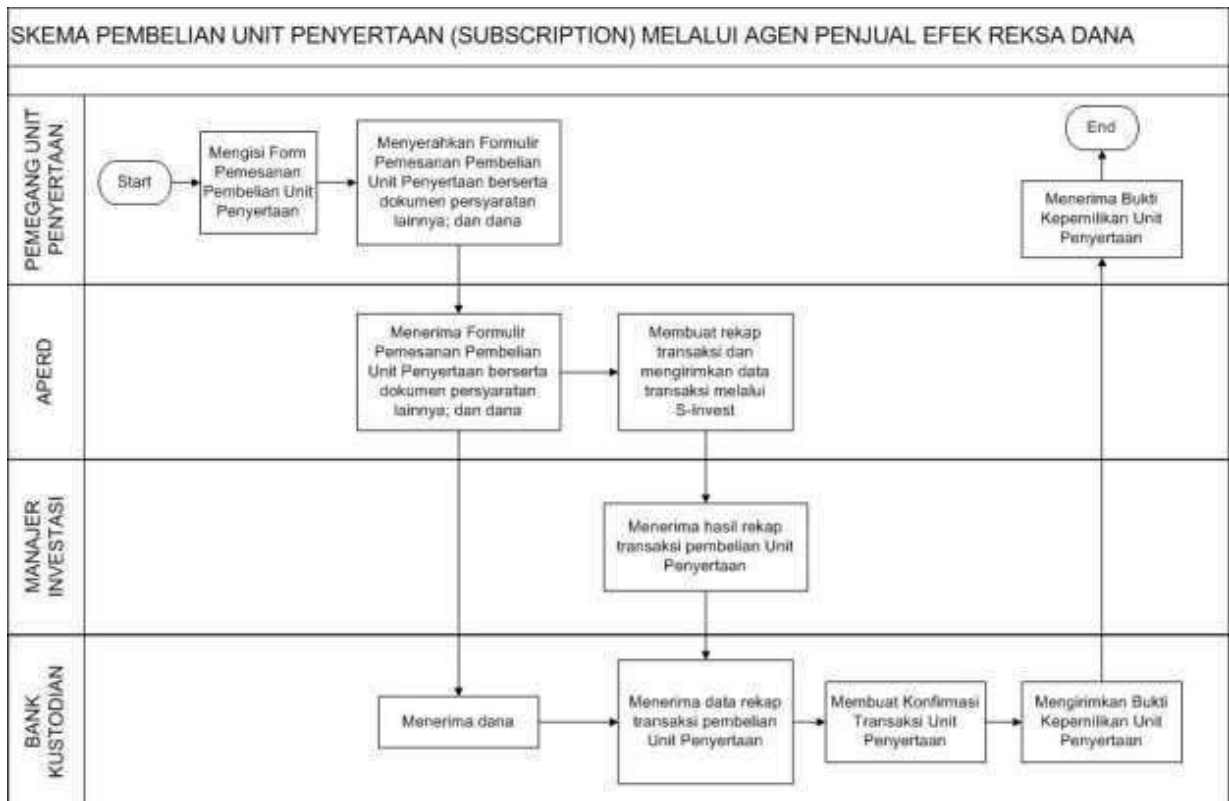 SKEMA PEMBELIAN UNIT PENYERTAAN (SUBSCRIPTION) MELALUI AGEN PENJUAL EFEK REKSA DANA
PEMEGANG UNIT
PENYERTAAN
Start
Mengisi Form
Pemesanan
Pembelian Unit
Penyertaan
Menyerahkan Formulir
Pemesanan Pembelian
Unit Penyertaan berserta
dokumen persyaratan
lainnya; dan dana
End
Menerima Bukti
Kepemilikan Unit
Penyertaan
APERD
Menerima Formulir
Pemesanan Pembelian
Unit Penyertaan berserta
dokumen persyaratan
lainnya; dan dana
Membuat rekap
transaksi dan
mengirimkan data
transaksi melalui
S-Invest
MANAJER
INVESTASI
Menerima hasil rekap
transaksi pembelian Unit
Penyertaan
BANK
KUSTODIAN
Menerima dana
Menerima data rekap
transaksi pembelian
Unit Penyertaan
Membuat Konfirmasi
Transaksi Unit
Penyertaan
Mengirimkan Bukti
Kepemilikan Unit
Penyertaan